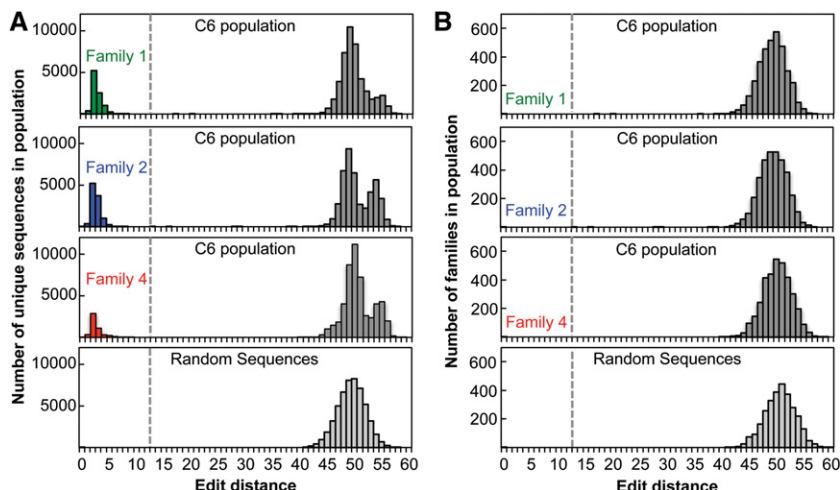 A
B
Number of unique sequences in population
Number of families in population
C6 population
10000
5000
Family 1
C6 population
10000
5000
Family 2
C6 population
10000
5000
Family 4
Random Sequences
10000
5000
0 5 10 15 20 25 30 35 40 45 50 55 60
Edit distance
C6 population
600
400
200
Family 1
C6 population
600
400
200
Family 2
C6 population
600
400
200
Family 4
Random Sequences
600
400
200
0 5 10 15 20 25 30 35 40 45 50 55 60
Edit distance